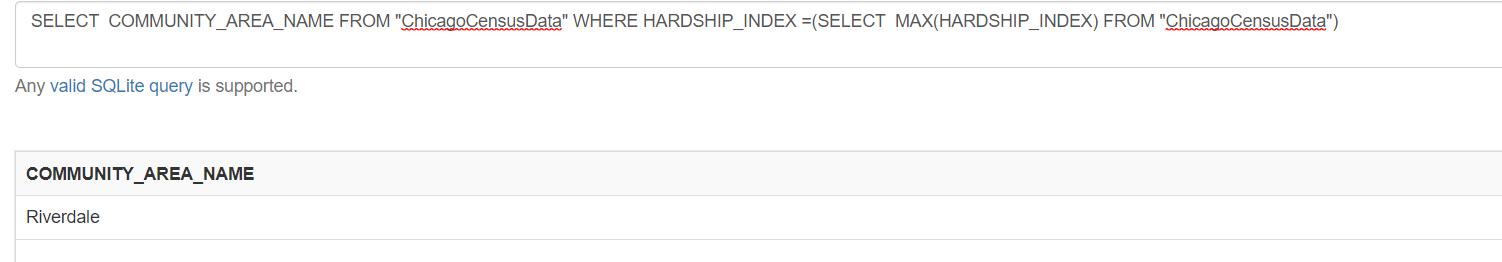 SELECT  COMMUNITY_AREA_NAME FROM "ChicagoCensusData" WHERE HARDSHIP_INDEX =(SELECT  MAX(HARDSHIP_INDEX) FROM "ChicagoCensusData")
Any valid SQLite query is supported.
COMMUNITY_AREA_NAME
Riverdale